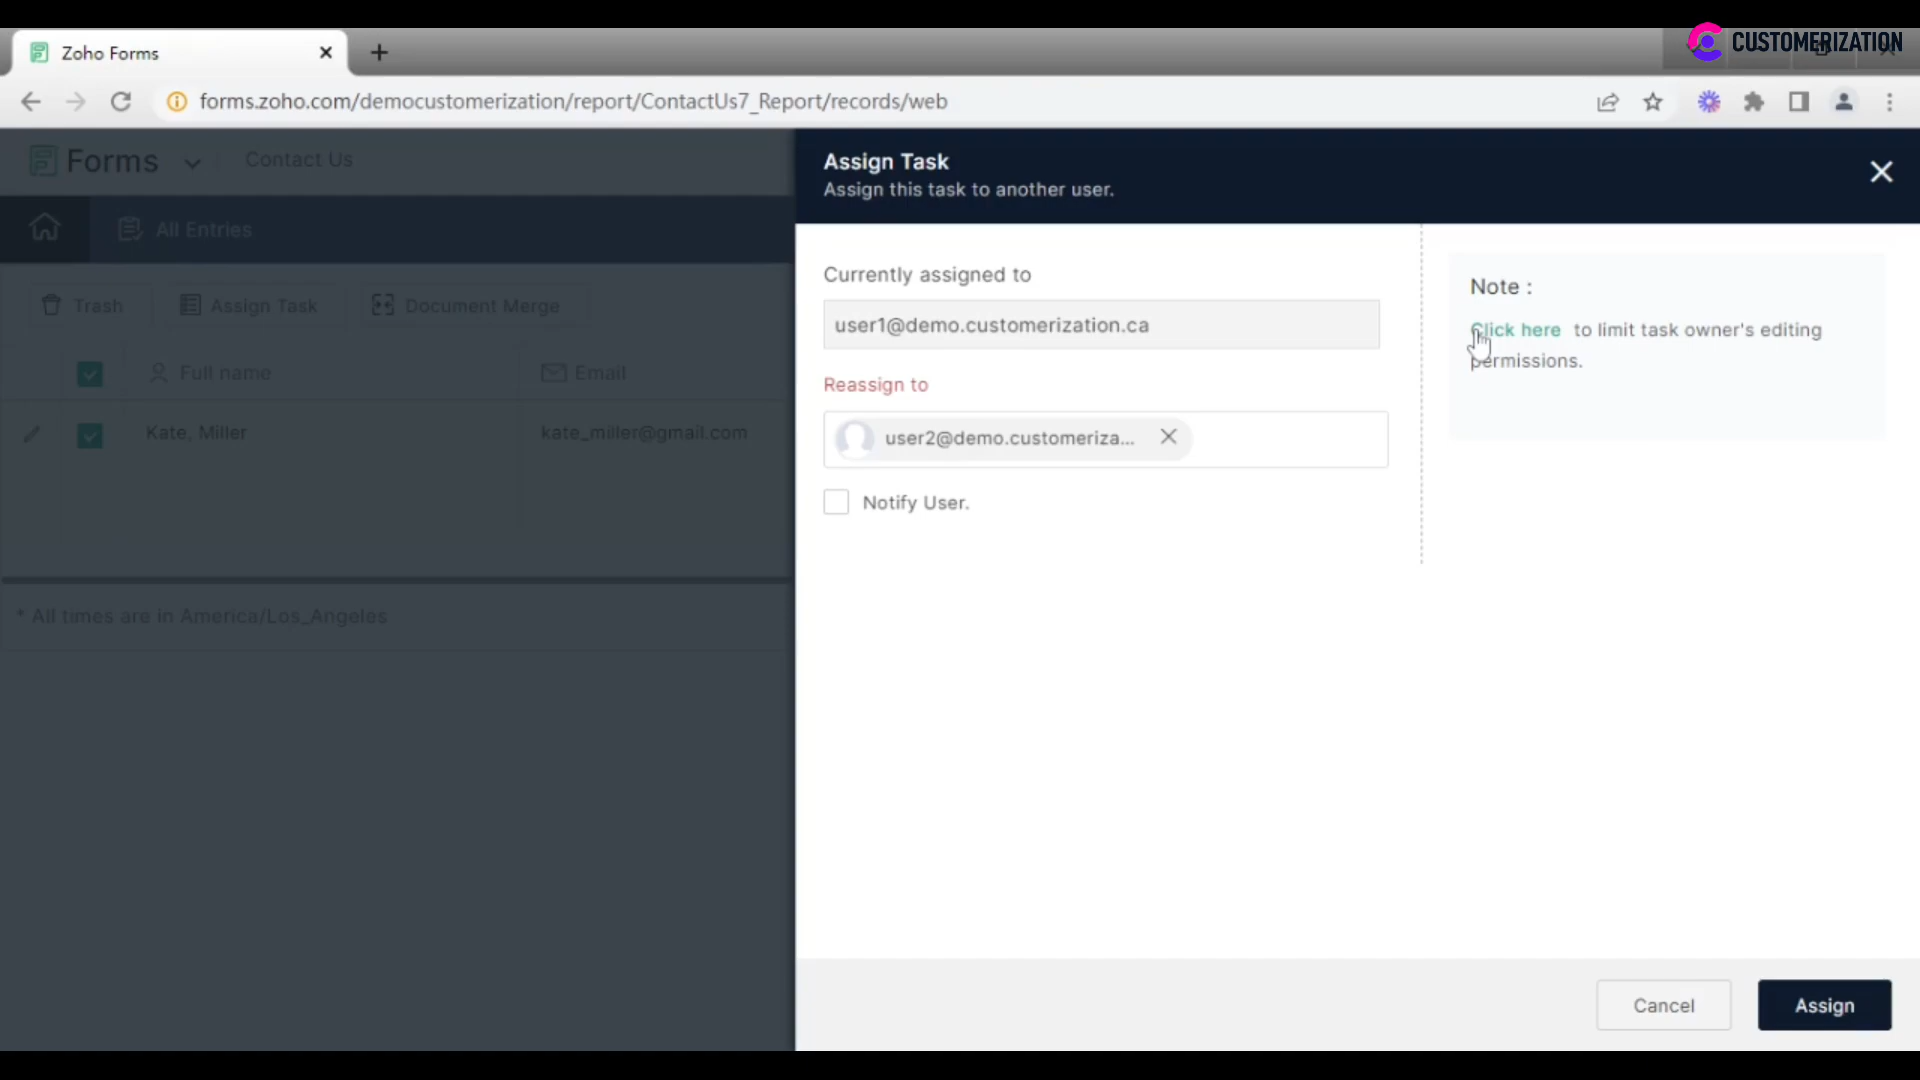 Zoho Forms
CUSTOMERIZATION
forms.zoho.com/democustomerization/report/ContactUs7_Report/records/web
Forms
Contact Us
All Entries
Trash
Assign Task
Document Merge
Full name
Email
Kate, Miller
kate_miller@gmail.com
* All times are in America/Los_Angeles
Assign Task
Assign this task to another user.
Currently assigned to
user1@demo.customerization.ca
Reassign to
user2@demo.customeriza...
Notify User.
Note :
Click here to limit task owner's editing
permissions.
Cancel
Assign